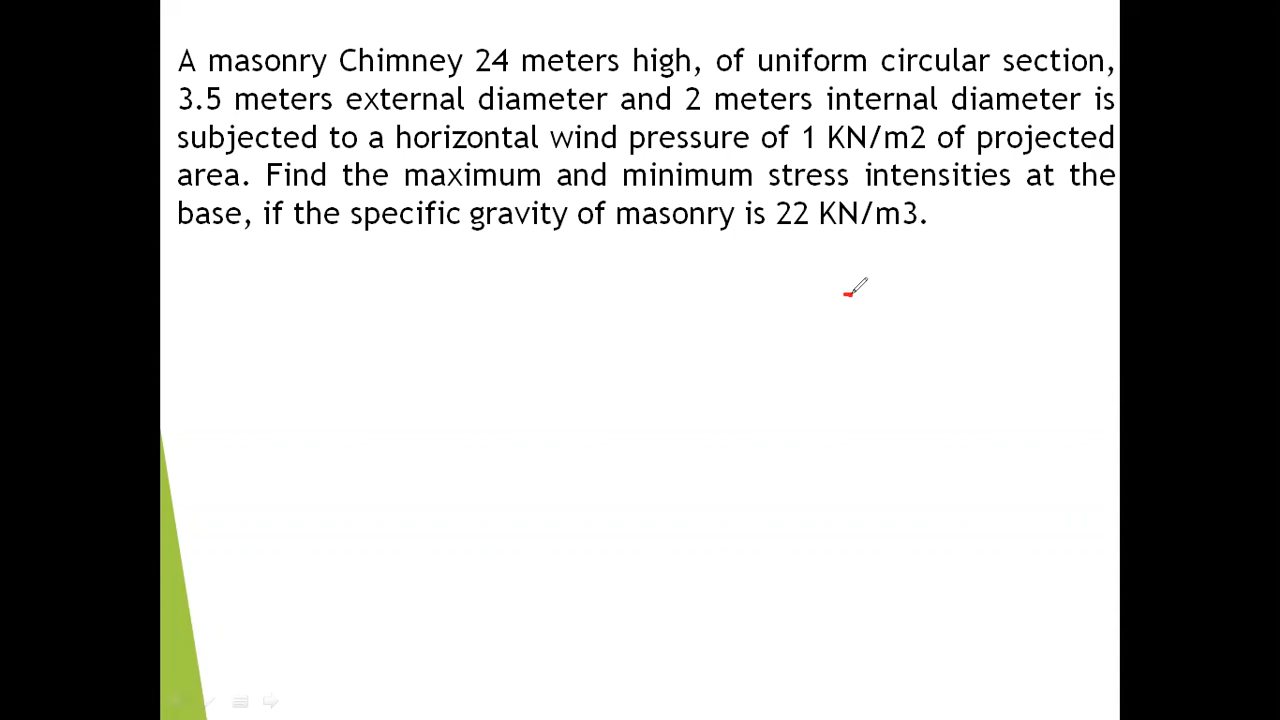 A masonry Chimney 24 meters high, of uniform circular section,
3.5 meters external diameter and 2 meters internal diameter is
subjected to a horizontal wind pressure of 1 KN/m2 of projected
area. Find the maximum and minimum stress intensities at the
base, if the specific gravity of masonry is 22 KN/m3.